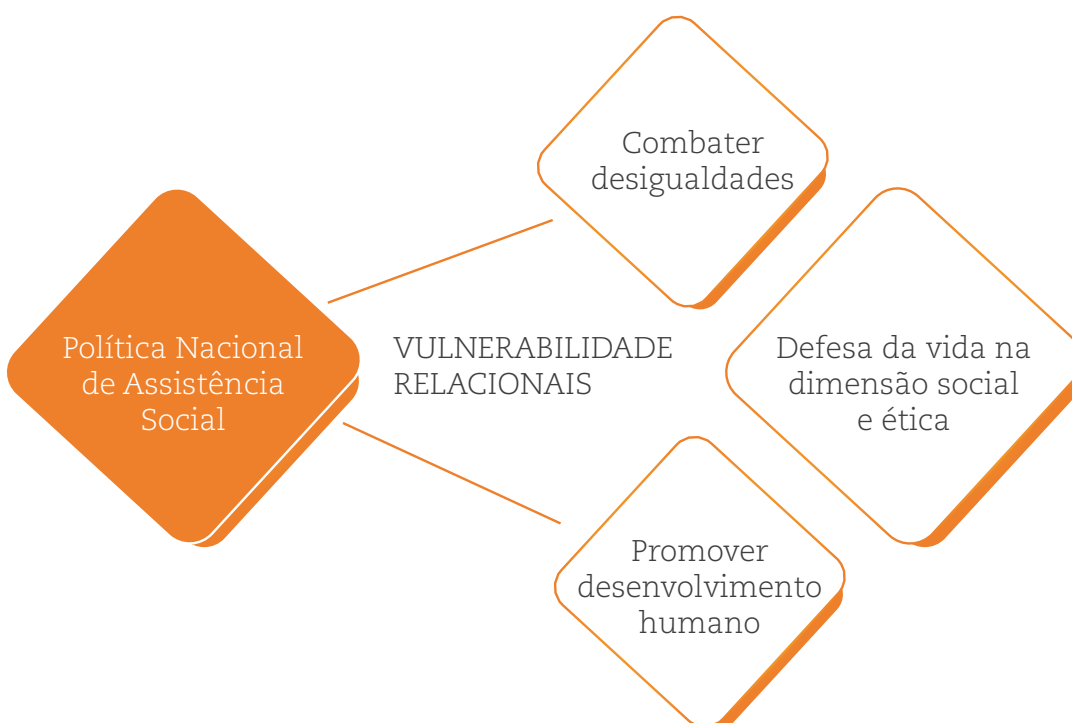 Combater
desigualdades
Política Nacional
de Assistência
Social
VULNERABILIDADE
RELACIONAIS
Defesa da vida na
dimensão social
e ética
Promover
desenvolvimento
humano